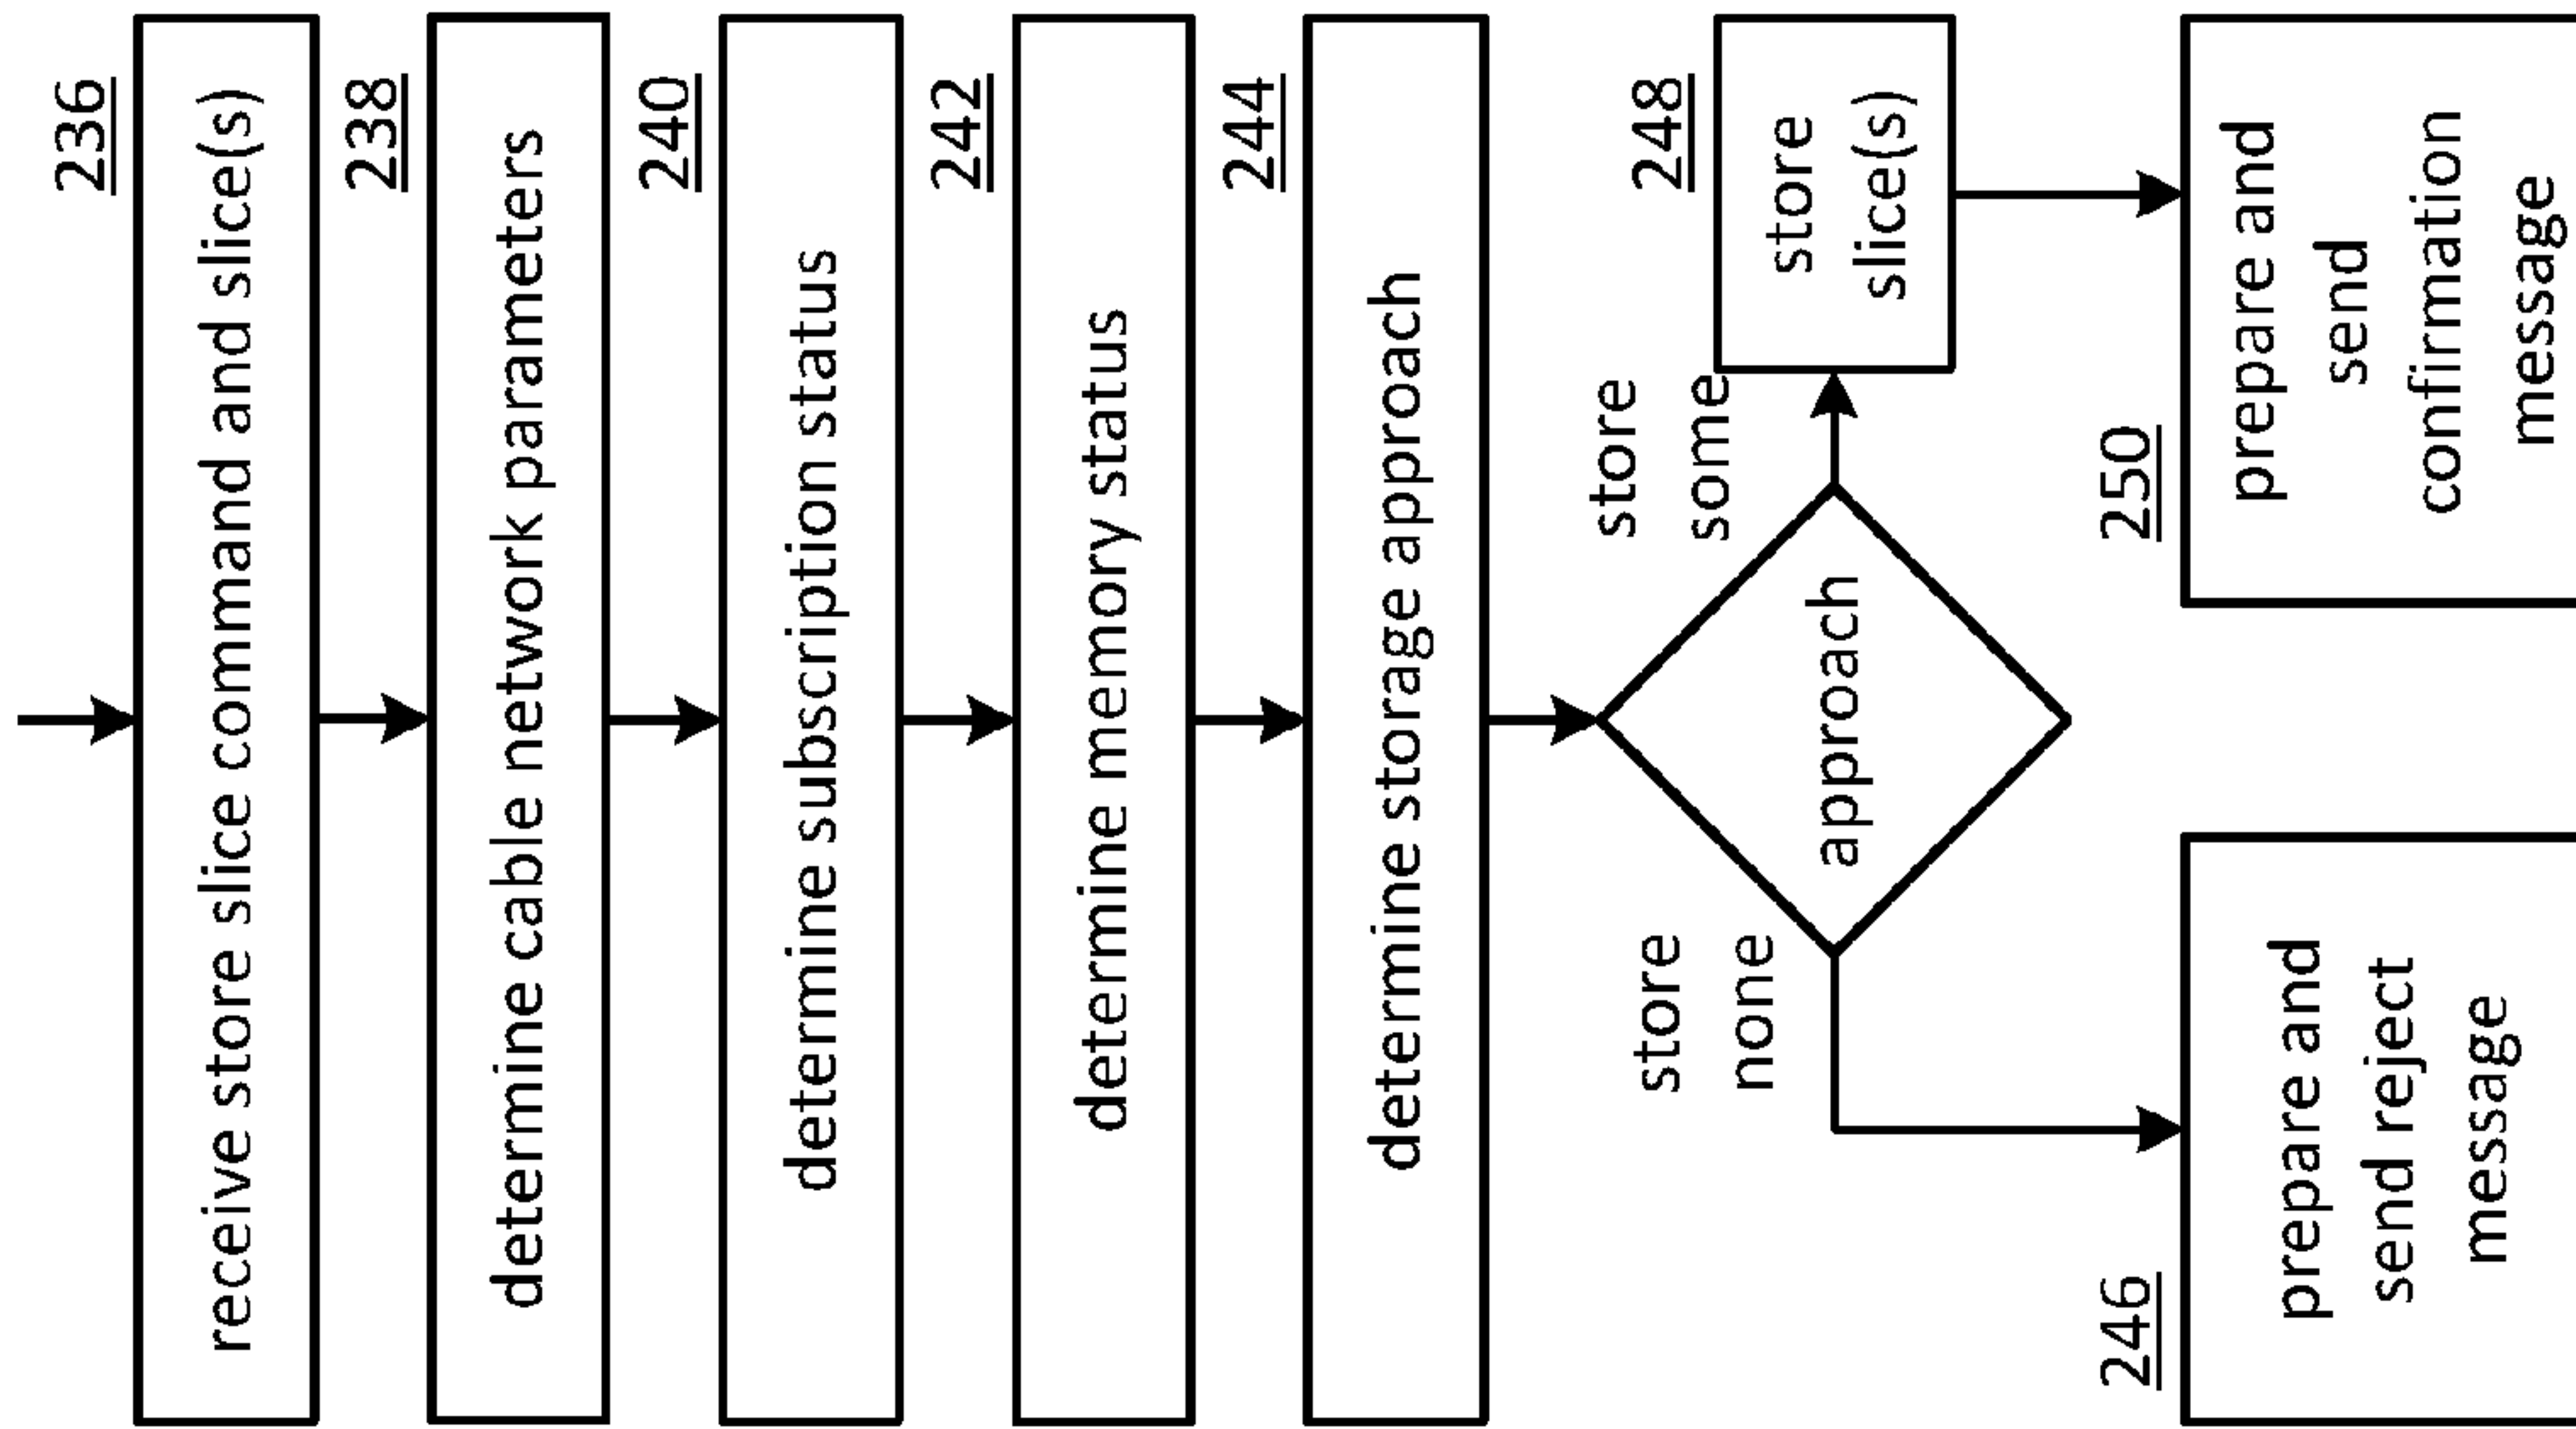 236
receive store slice command and slice(s)
238
determine cable network parameters
240
determine subscription status
242
determine memory status
244
determine storage approach
approach
store
none
store
some
248
store
slice(s)
246
prepare and
send reject
message
250
prepare and
send
confirmation
message